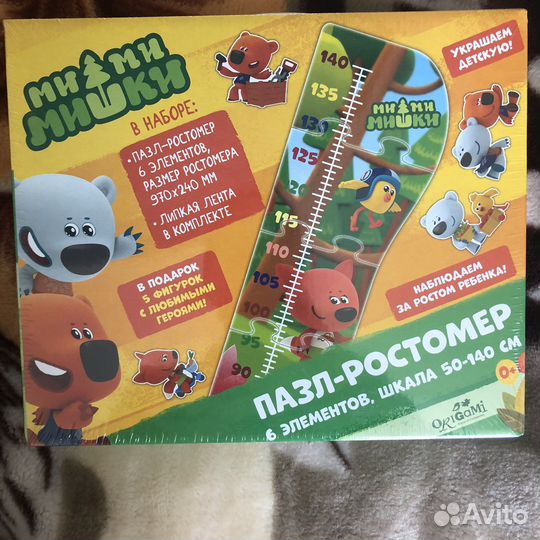 МИ-МИ
МИШКИ
В НАБОРЕ:
• ПАЗЛ-РОСТОМЕР
6 ЭЛЕМЕНТОВ,
РАЗМЕР РОСТОМЕРА
970x240 ММ
• ЛИПКАЯ ЛЕНТА
В КОМПЛЕКТЕ
В ПОДАРОК
5 ФИГУРОК
С ЛЮБИМЫМИ
ГЕРОЯМИ!
140
135
130
125
115
110
105
100
95
90
МИ-МИ
МИШКИ
УКРАШАЕМ
ДЕТСКУЮ!
НАБЛЮДАЕМ
ЗА РОСТОМ РЕБЕНКА!
ПАЗЛ-РОСТОМЕР
6 ЭЛЕМЕНТОВ, ШКАЛА 50-140 СМ
0+
ORIGAMI
Avito